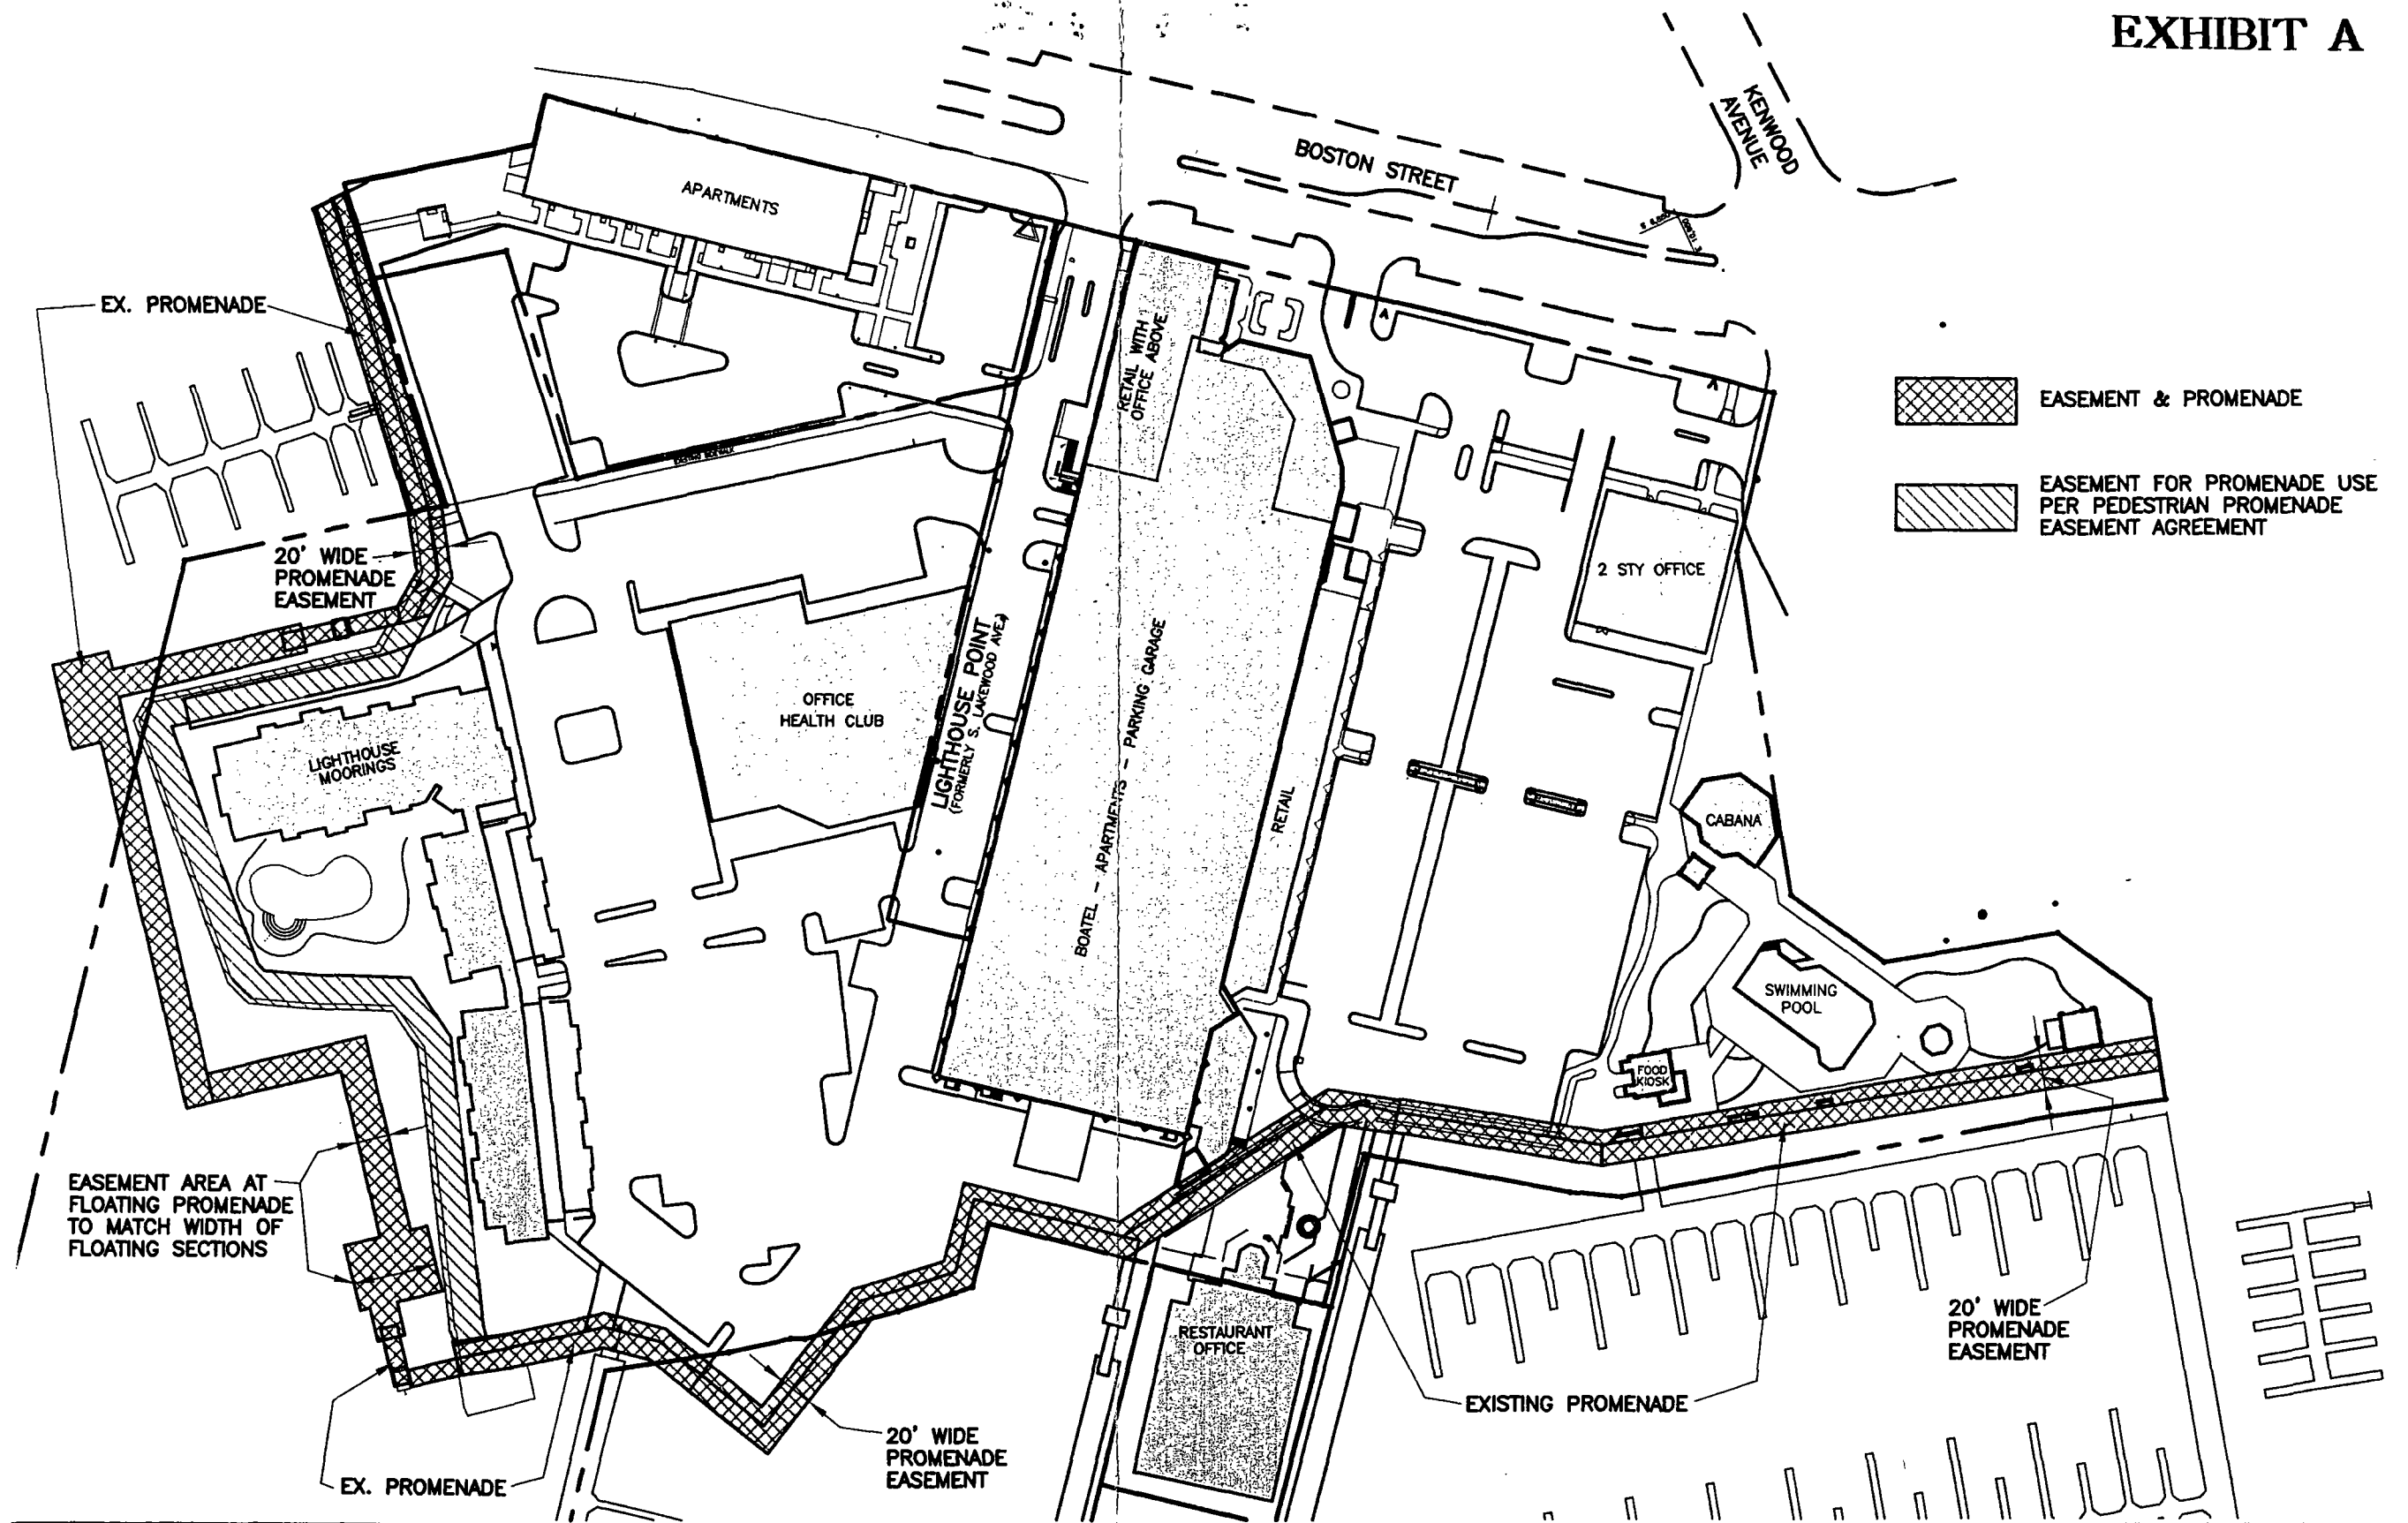 EXHIBIT A
KENWOOD
AVENUE
BOSTON STREET
APARTMENTS
EX. PROMENADE
RETAIL WITH
OFFICE ABOVE
EASEMENT & PROMENADE
EASEMENT FOR PROMENADE USE
PER PEDESTRIAN PROMENADE
EASEMENT AGREEMENT
20' WIDE
PROMENADE
EASEMENT
2 STY OFFICE
OFFICE
HEALTH CLUB
LIGHTHOUSE POINT
(FORMERLY S. LAKEWOOD AVE.)
BOATEL - APARTMENTS - PARKING GARAGE
RETAIL
LIGHTHOUSE
MOORINGS
CABANA
SWIMMING
POOL
FOOD
KIOSK
EASEMENT AREA AT
FLOATING PROMENADE
TO MATCH WIDTH OF
FLOATING SECTIONS
RESTAURANT
OFFICE
20' WIDE
PROMENADE
EASEMENT
EXISTING PROMENADE
20' WIDE
PROMENADE
EASEMENT
EX. PROMENADE